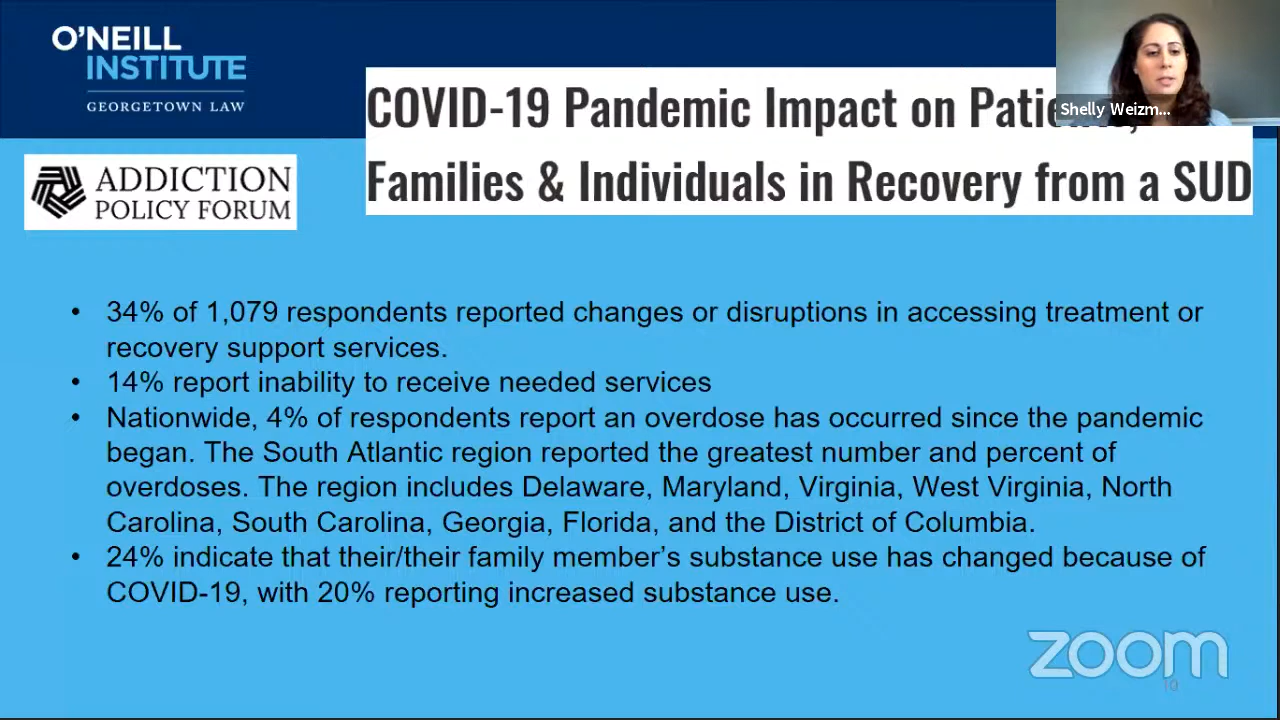 O'NEILL
INSTITUTE
GEORGETOWN LAW
Shelly Weizm...
COVID-19 Pandemic Impact on
Families & Individuals in Recovery from a SUD
ADDICTION
POLICY FORUM
• 34% of 1,079 respondents reported changes or disruptions in accessing treatment or
recovery support services.
• 14% report inability to receive needed services
• Nationwide, 4% of respondents report an overdose has occurred since the pandemic
began. The South Atlantic region reported the greatest number and percent of
overdoses. The region includes Delaware, Maryland, Virginia, West Virginia, North
Carolina, South Carolina, Georgia, Florida, and the District of Columbia.
• 24% indicate that their/their family member’s substance use has changed because of
COVID-19, with 20% reporting increased substance use.
zoom
10